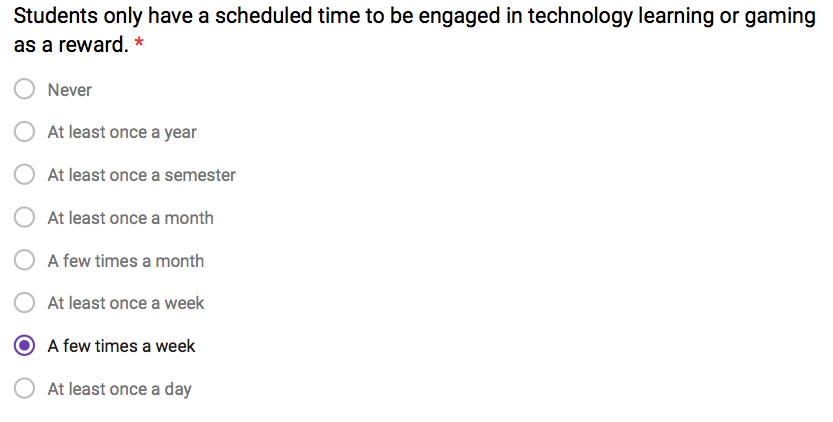 Students only have a scheduled time to be engaged in technology learning or gaming
as a reward. *
Never
At least once a year
At least once a semester
At least once a month
A few times a month
At least once a week
A few times a week
At least once a day